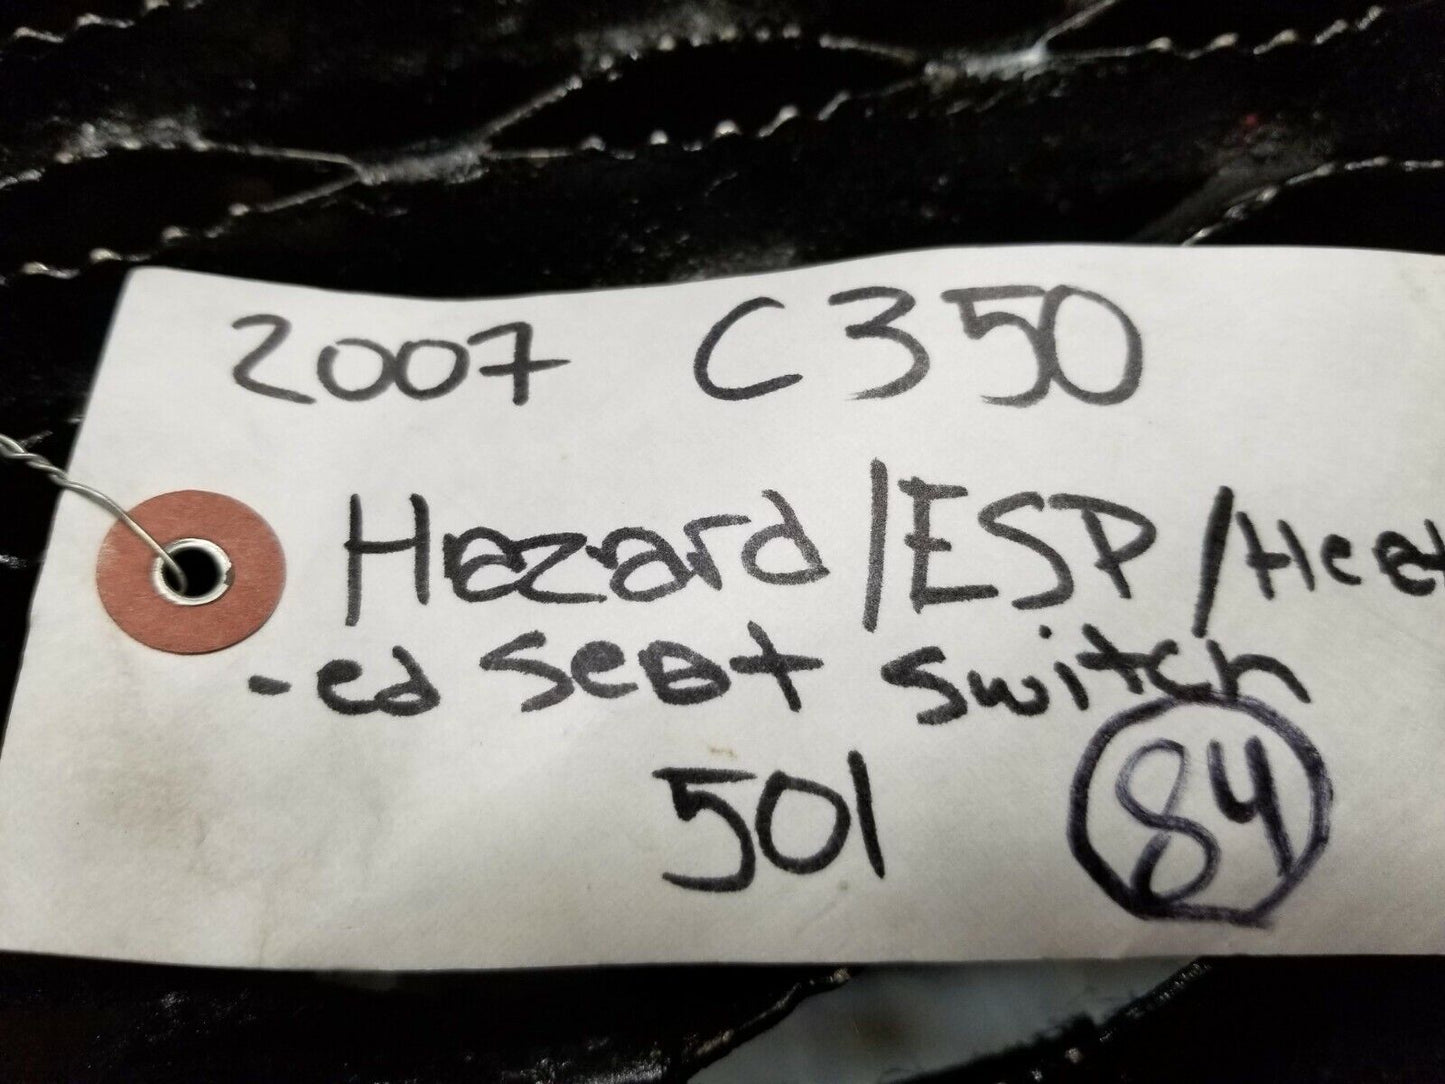 2007 C350
Hazard/ESP/Heat
-ed seat switch
501
84